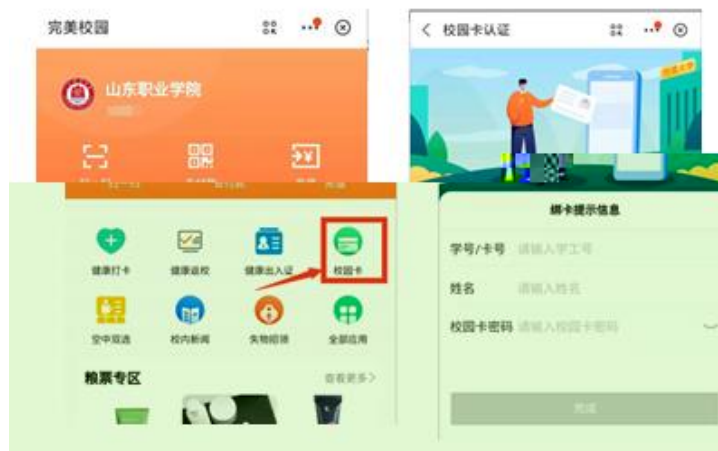 完美校园
山东职业学院
健康打卡 健康返校 健康出入证 校园卡
空中双选 校内新闻 失物招领 全部应用
粮票专区 查看更多>
校园卡认证
绑卡提示信息
学号/卡号 请输入学工号
姓名 请输入姓名
校园卡密码 请输入校园卡密码
完成